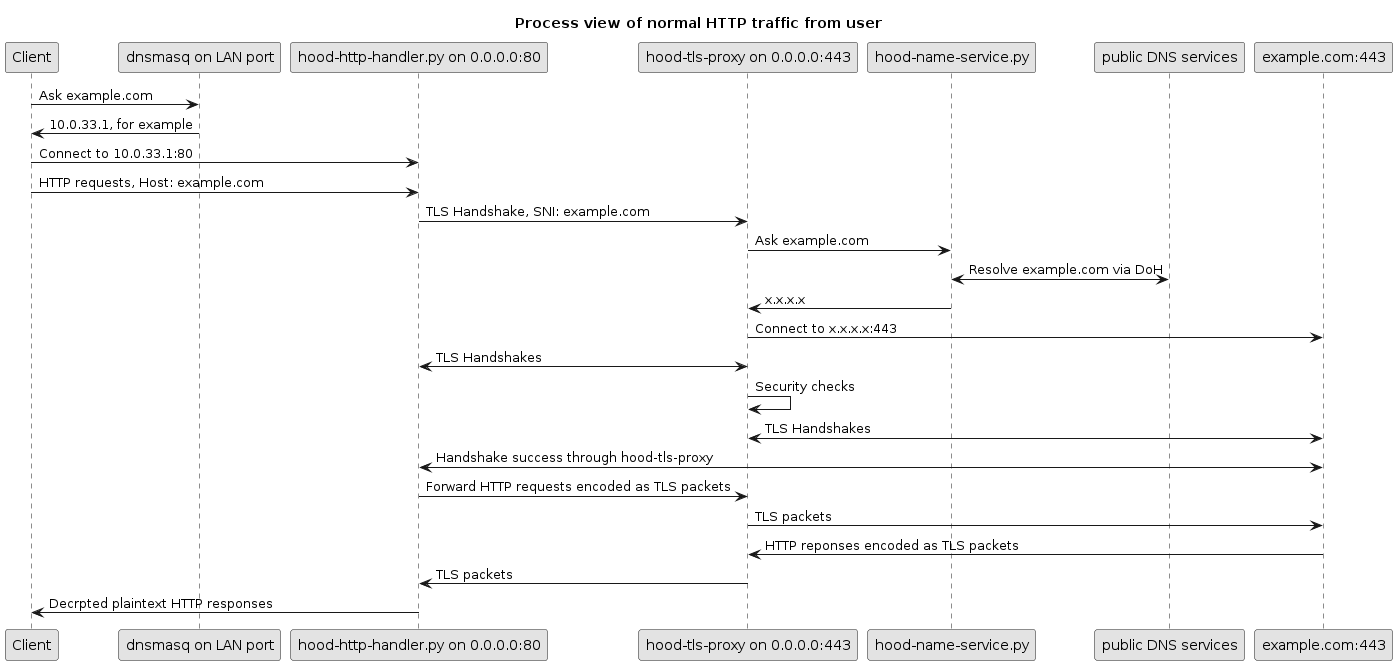 Process view of normal HTTP traffic from user
Client
dnsmasq on LAN port
hood-http-handler.py on 0.0.0.0:80
hood-tls-proxy on 0.0.0.0:443
hood-name-service.py
public DNS services
example.com:443
Ask example.com
10.0.33.1, for example
Connect to 10.0.33.1:80
HTTP requests, Host: example.com
TLS Handshake, SNI: example.com
Ask example.com
Resolve example.com via DoH
x.x.x.x
Connect to x.x.x.x:443
TLS Handshakes
Security checks
TLS Handshakes
Handshake success through hood-tls-proxy
Forward HTTP requests encoded as TLS packets
TLS packets
HTTP reponses encoded as TLS packets
TLS packets
Decrpted plaintext HTTP responses
Client
dnsmasq on LAN port
hood-http-handler.py on 0.0.0.0:80
hood-tls-proxy on 0.0.0.0:443
hood-name-service.py
public DNS services
example.com:443